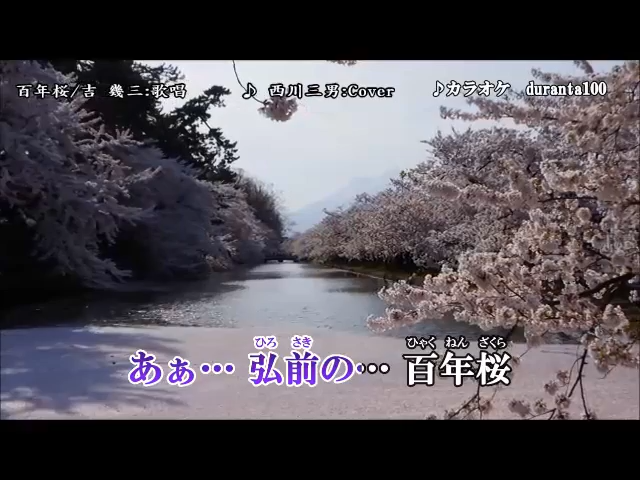 百年桜/吉 幾三:歌唱 ♪ 西川三男:Cover ♪カラオケ duranta100
ひろ さき ひゃく ねん ざくら
あぁ… 弘前の… 百年桜